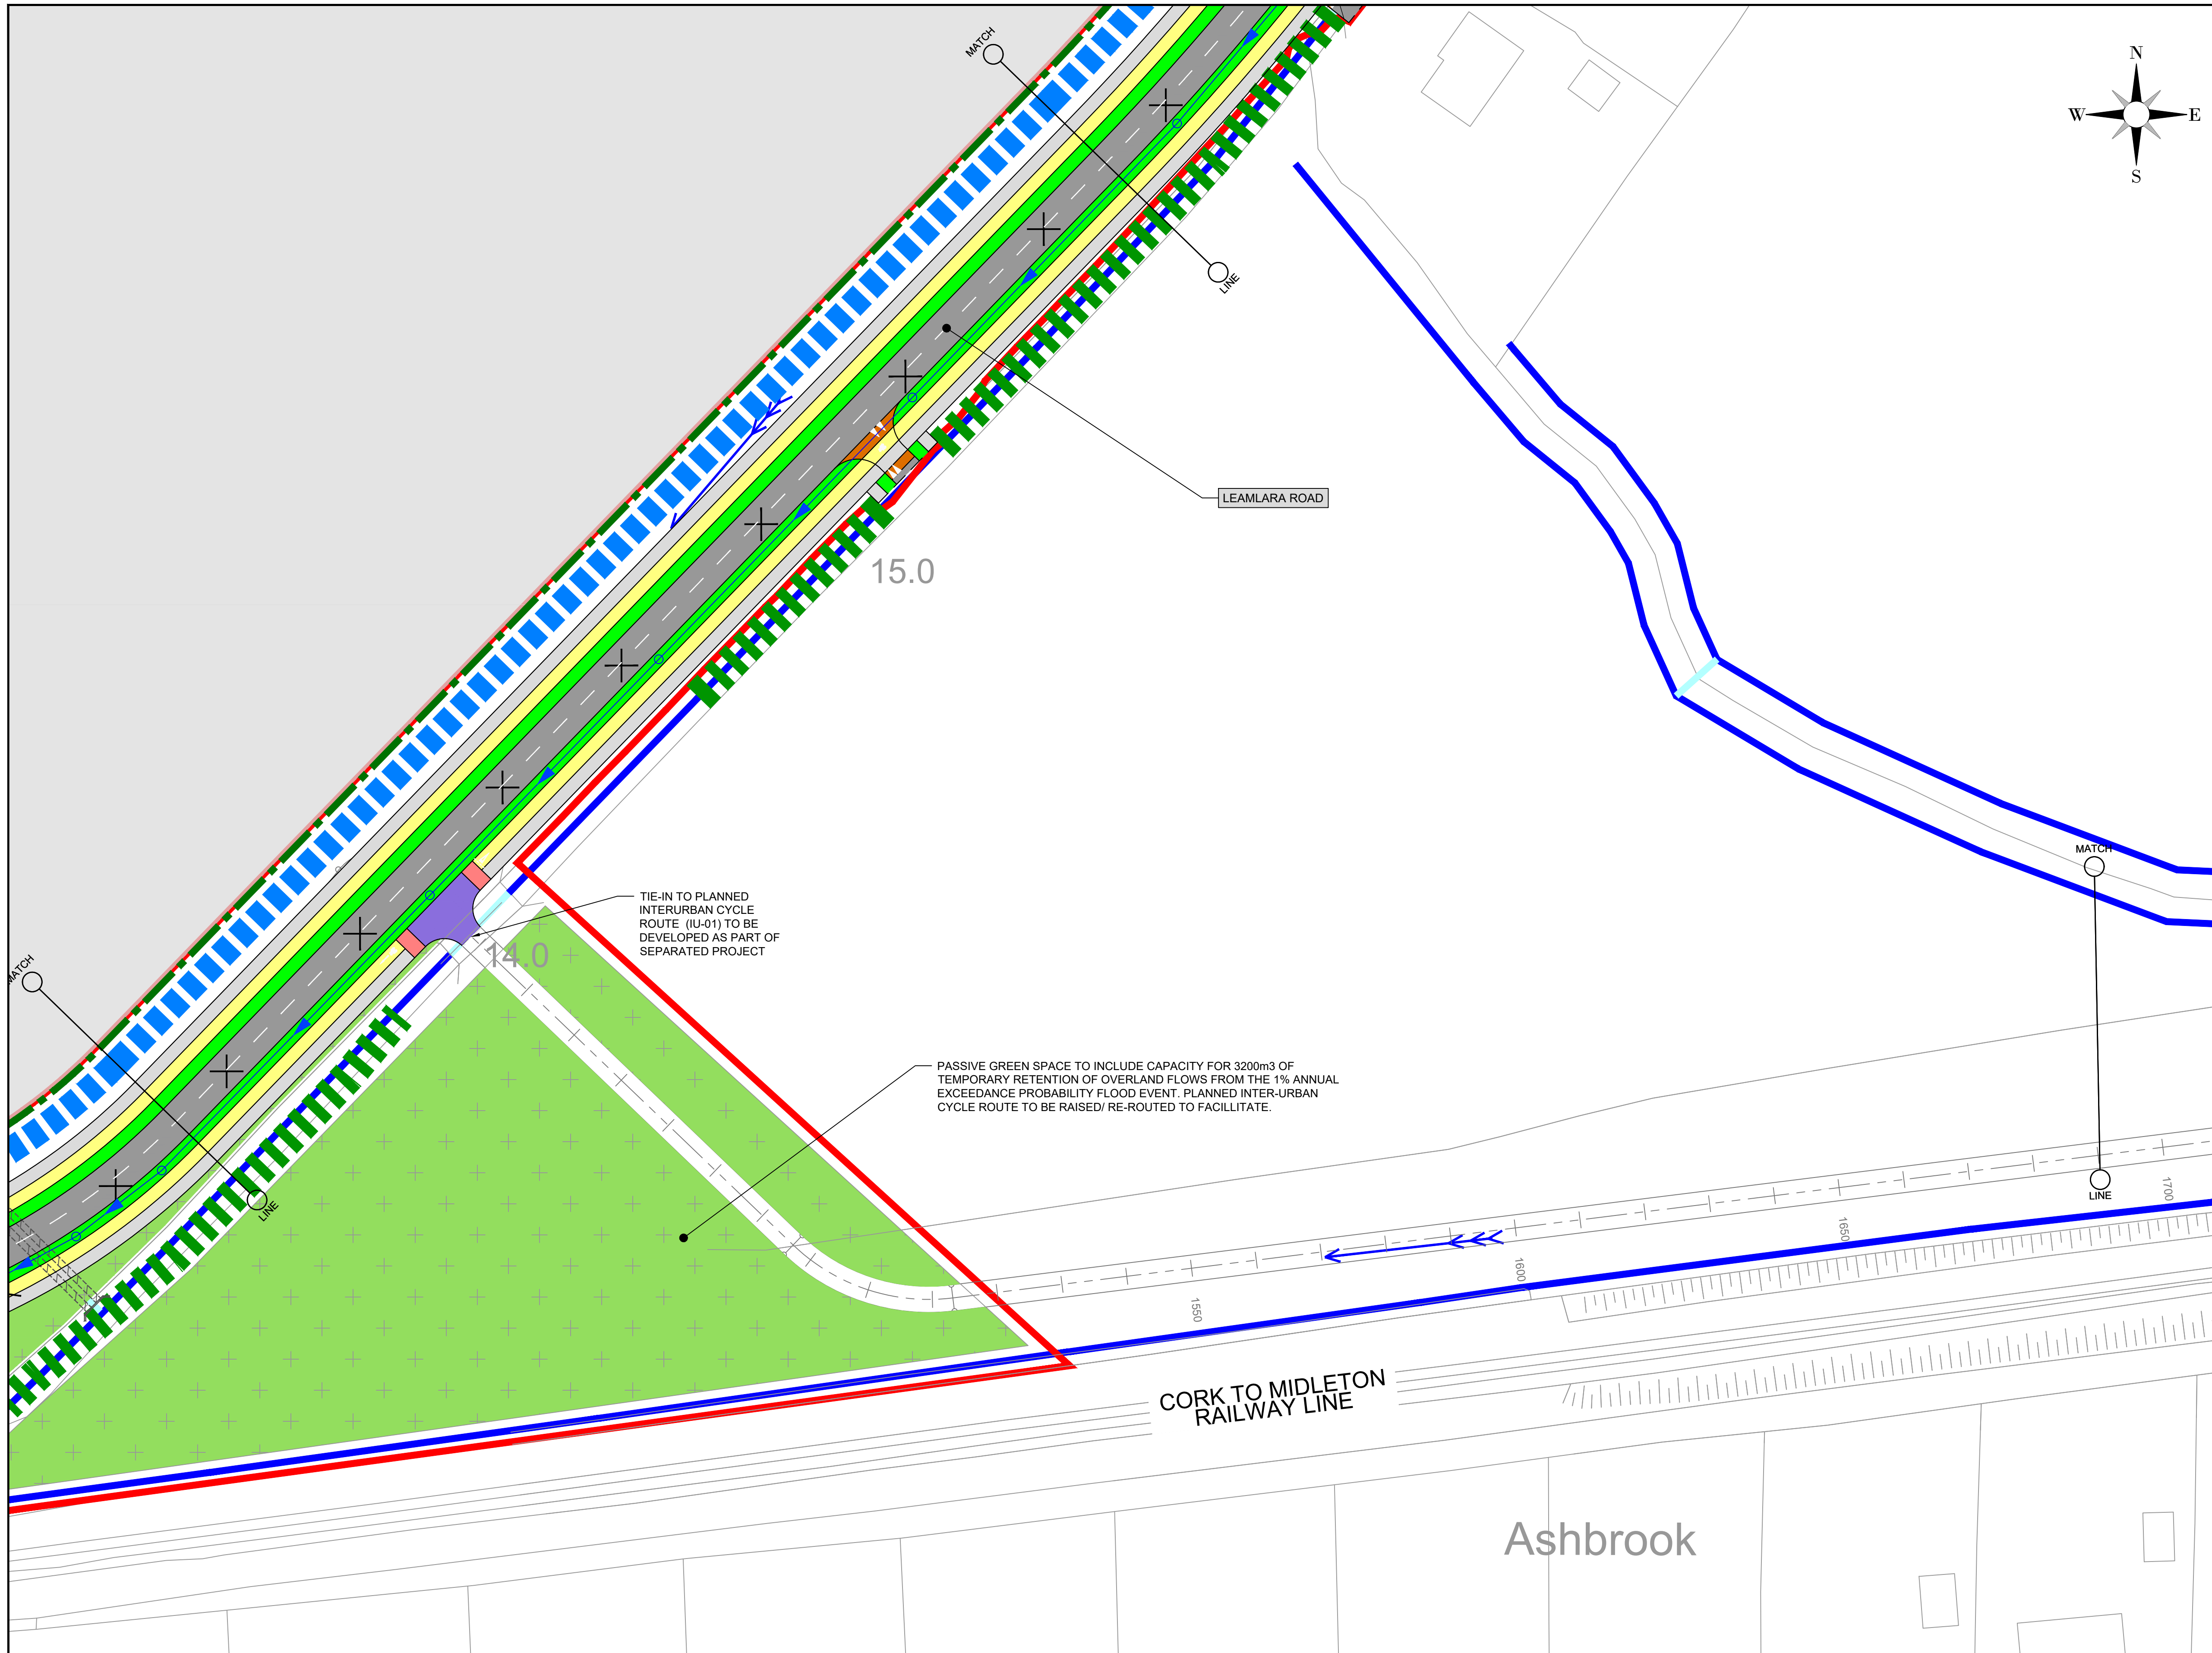 MATCH
N
W
E
S
LINE
LEAMLARA ROAD
15.0
MATCH
TIE-IN TO PLANNED
INTERURBAN CYCLE
ROUTE (IU-01) TO BE
DEVELOPED AS PART OF
SEPARATED PROJECT
14.0
MATCH
PASSIVE GREEN SPACE TO INCLUDE CAPACITY FOR 3200m3 OF
TEMPORARY RETENTION OF OVERLAND FLOWS FROM THE 1% ANNUAL
EXCEEDANCE PROBABILITY FLOOD EVENT. PLANNED INTER-URBAN
CYCLE ROUTE TO BE RAISED/ RE-ROUTED TO FACILLITATE.
LINE
LINE
1700
1650
1600
1550
CORK TO MIDLETON
RAILWAY LINE
Ashbrook